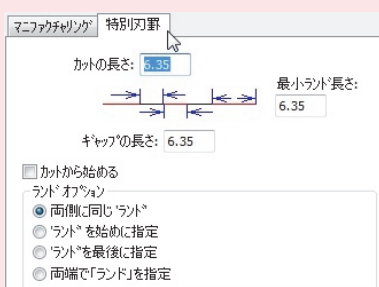 マニファクチャリング 特別刃罫
カットの長さ: 6.35
最小ランド長さ:
6.35
ギャップの長さ: 6.35
カットから始める
ランド オプション
両側に同じ 'ランド'
'ランド' を始めに指定
'ランド'を最後に指定
両端で「ランド」を指定